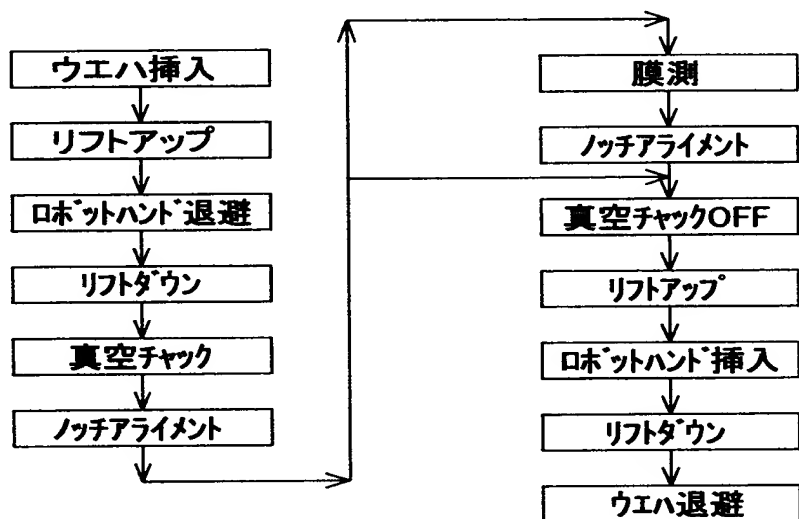 ウエハ挿入
リフトアップ
ロボットハンド退避
リフトダウン
真空チャック
ノッチアライメント
膜測
ノッチアライメント
真空チャックOFF
リフトアップ
ロボットハンド挿入
リフトダウン
ウエハ退避